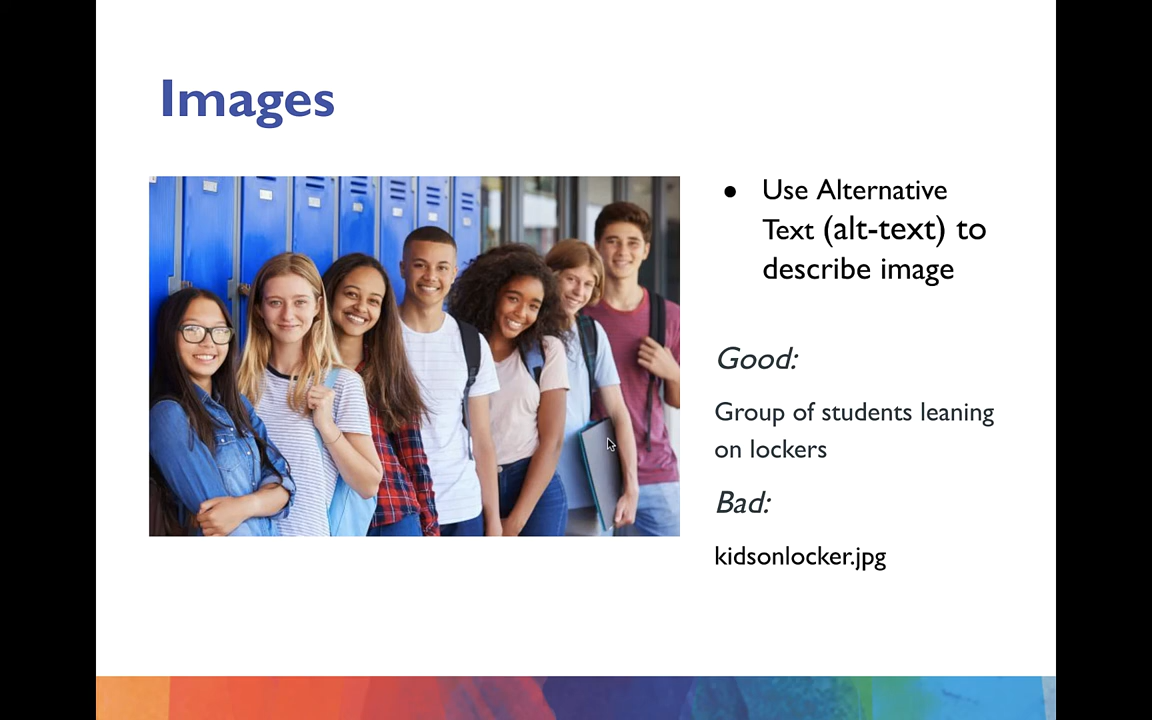 Images
● Use Alternative
Text (alt-text) to
describe image
Good:
Group of students leaning
on lockers
Bad:
kidsonlocker.jpg